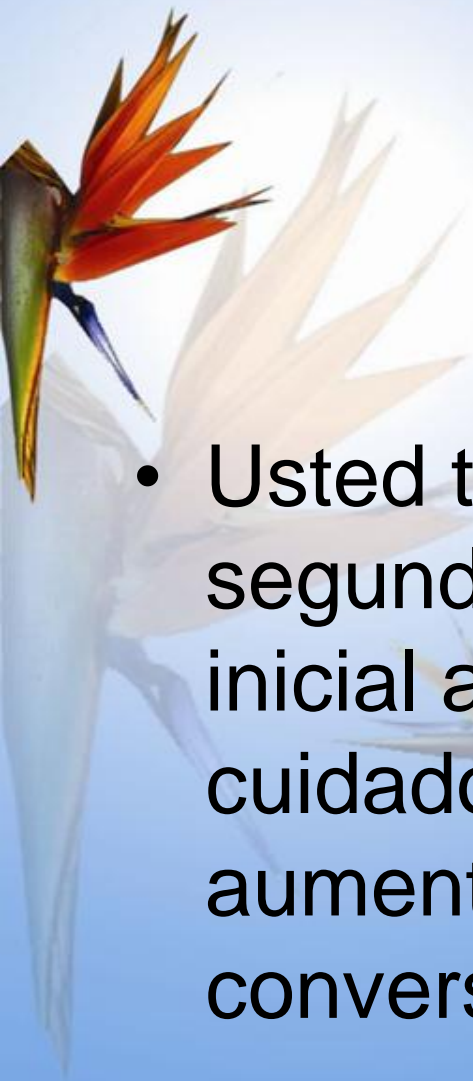 • Usted t
segund
inicial a
cuidado
aument
convers